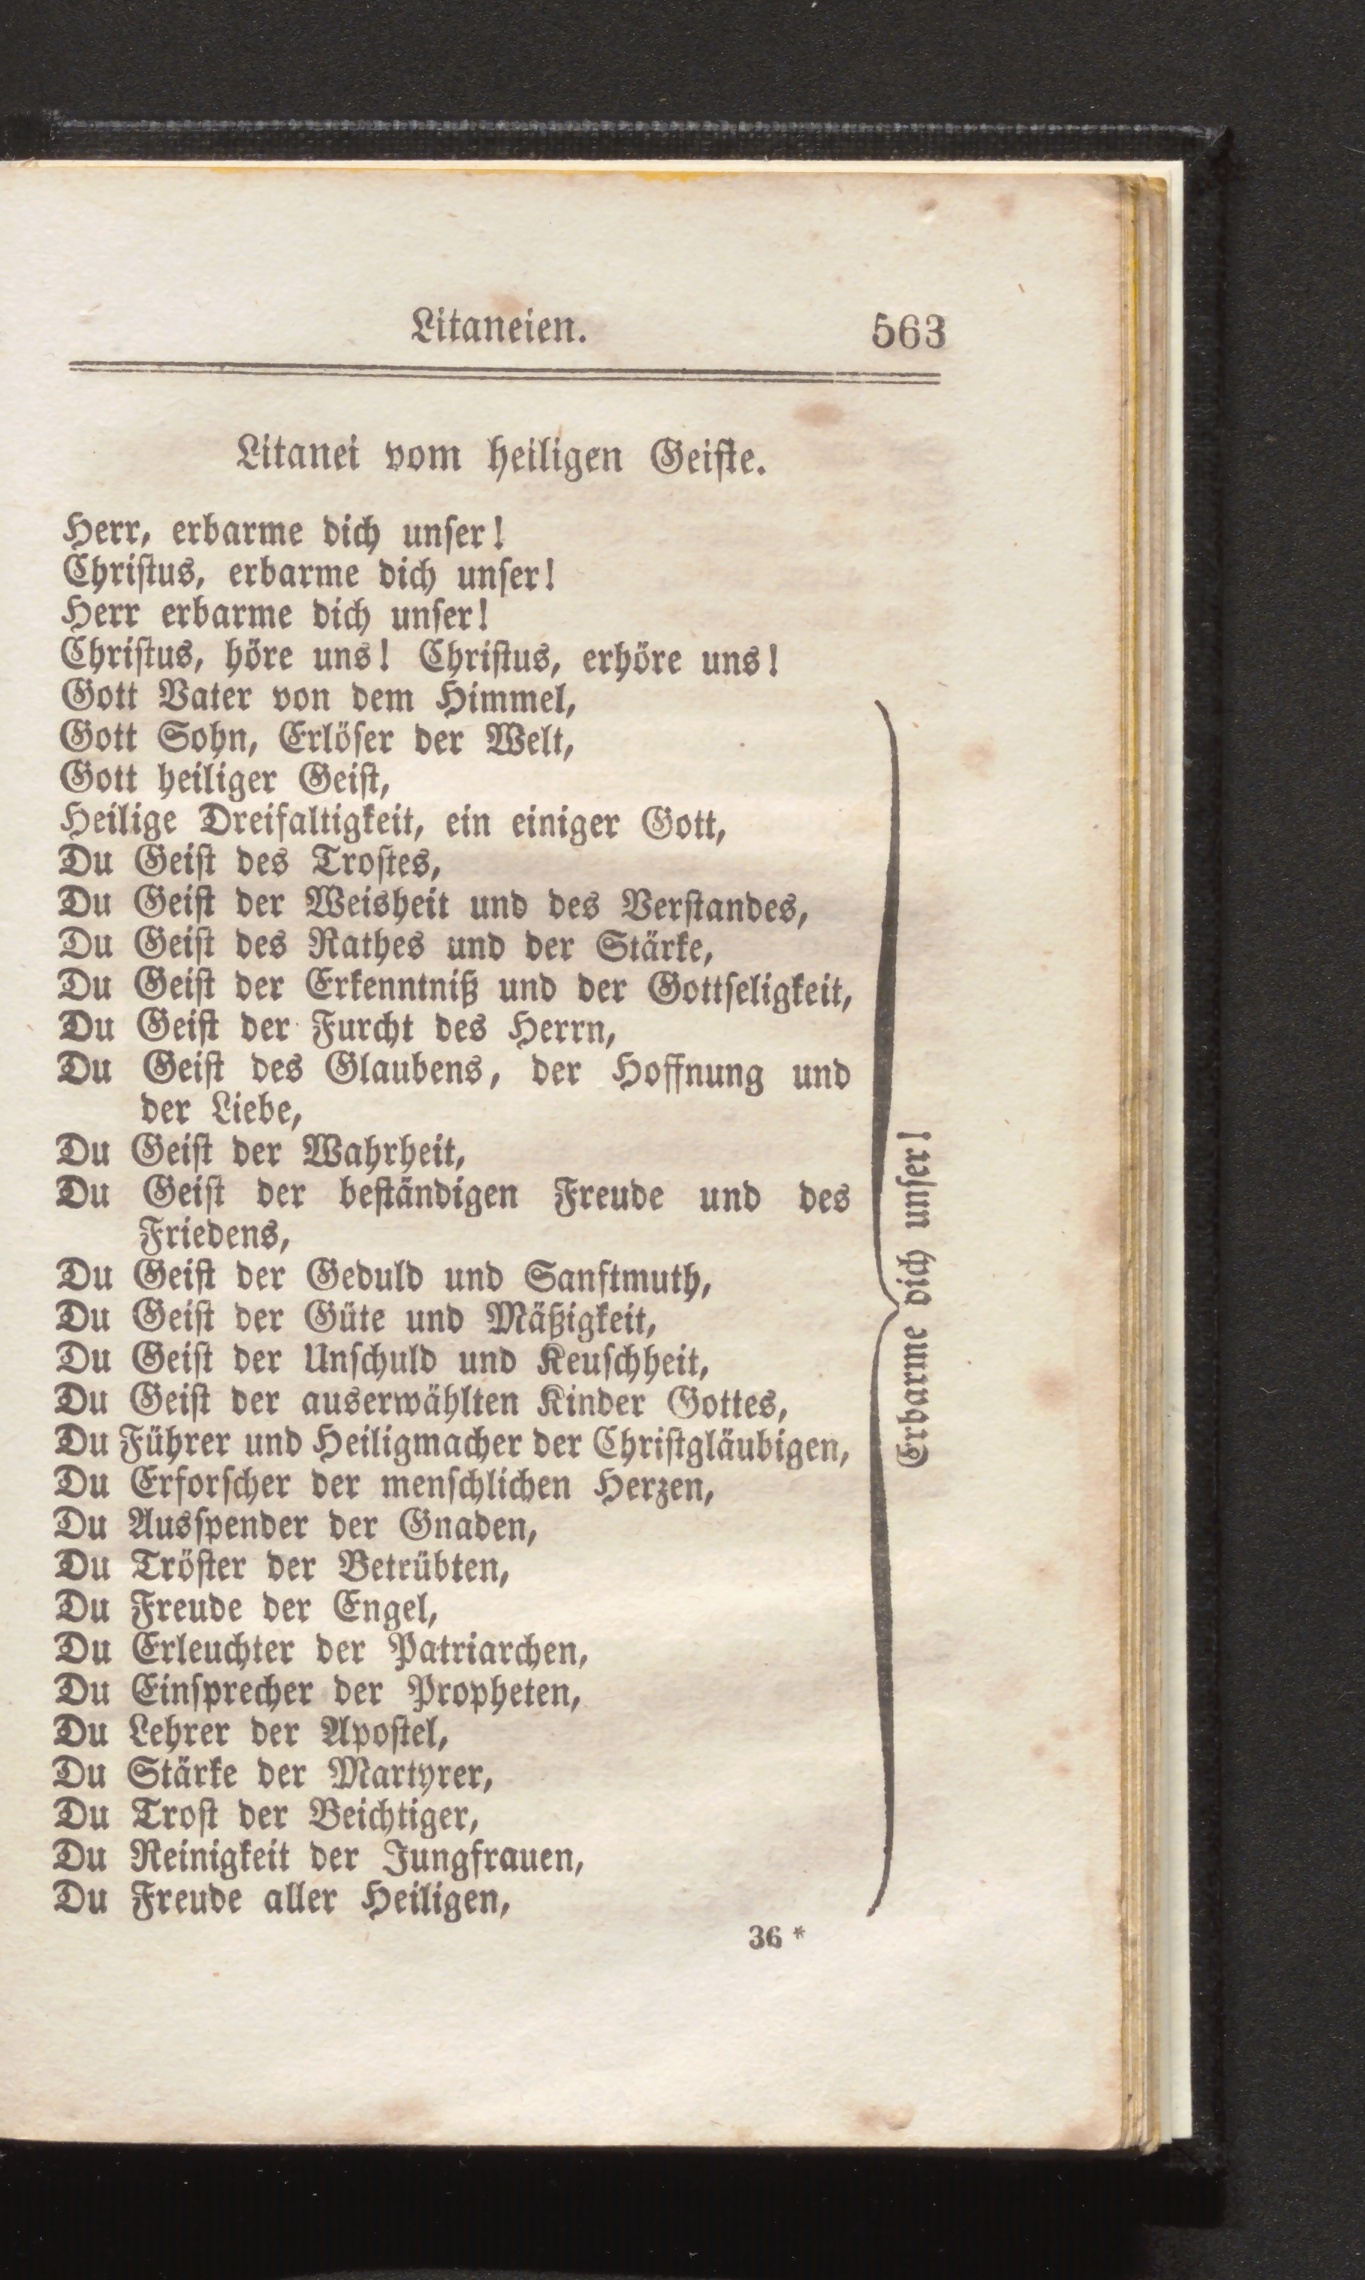 Litaneien. 563
Litanei vom heiligen Geiste.
Herr, erbarme dich unser!
Christus, erbarme dich unser!
Herr erbarme dich unser!
Christus, höre uns! Christus, erhöre uns!
Gott Vater von dem Himmel,
Gott Sohn, Erlöser der Welt,
Gott heiliger Geist,
Heilige Dreifaltigkeit, ein einiger Gott,
Du Geist des Trostes,
Du Geist der Weisheit und des Verstandes,
Du Geist des Rathes und der Stärke,
Du Geist der Erkenntniß und der Gottseligkeit,
Du Geist der Furcht des Herrn,
Du Geist des Glaubens, der Hoffnung und
der Liebe,
Du Geist der Wahrheit,
Du Geist der beständigen Freude und des
Friedens,
Du Geist der Geduld und Sanftmuth,
Du Geist der Güte und Mäßigkeit,
Du Geist der Unschuld und Keuschheit,
Du Geist der auserwählten Kinder Gottes,
Du Führer und Heiligmacher der Christgläubigen,
Du Erforscher der menschlichen Herzen,
Du Ausspender der Gnaden,
Du Tröster der Betrübten,
Du Freude der Engel,
Du Erleuchter der Patriarchen,
Du Einsprecher der Propheten,
Du Lehrer der Apostel,
Du Stärke der Martyrer,
Du Trost der Beichtiger,
Du Reinigkeit der Jungfrauen,
Du Freude aller Heiligen,
Erbarme dich unser!
36 *